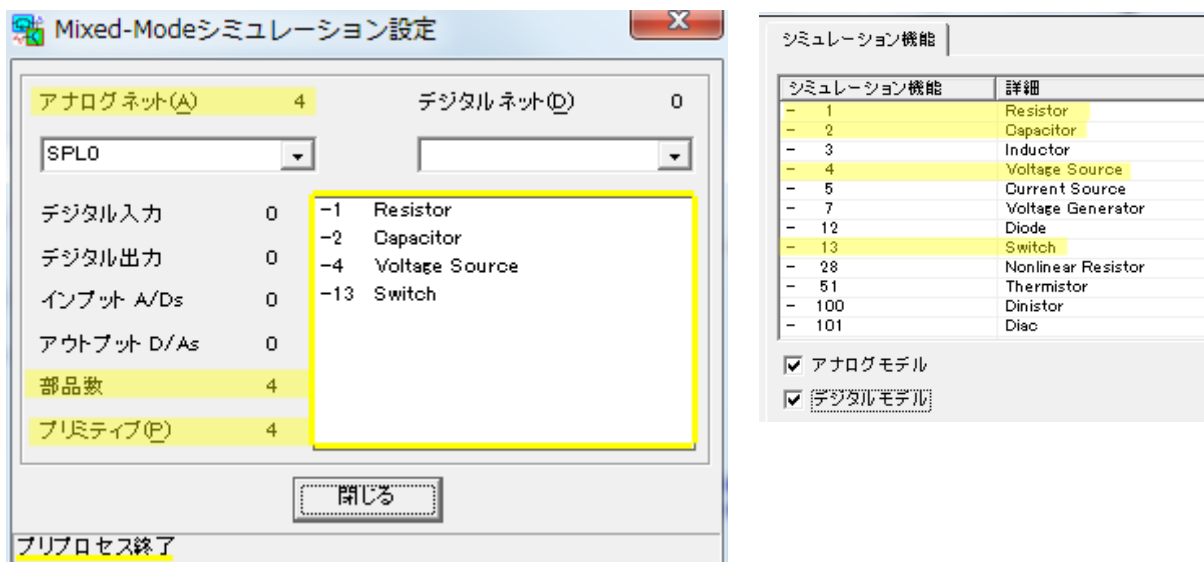 Mixed-Modeシミュレーション設定
アナログ ネット(A) 4 デジタル ネット(D) 0
SPL0
デジタル入力 0
デジタル出力 0
インプット A/Ds 0
アウトプット D/As 0
部品数 4
プリミティブ(P) 4
-1 Resistor
-2 Capacitor
-4 Voltage Source
-13 Switch
閉じる
プリプロセス終了
シミュレーション機能
シミュレーション機能 詳細
- 1 Resistor
- 2 Capacitor
- 3 Inductor
- 4 Voltage Source
- 5 Current Source
- 7 Voltage Generator
- 12 Diode
- 13 Switch
- 28 Nonlinear Resistor
- 51 Thermistor
- 100 Dinistor
- 101 Diac
アナログ モデル
デジタル モデル